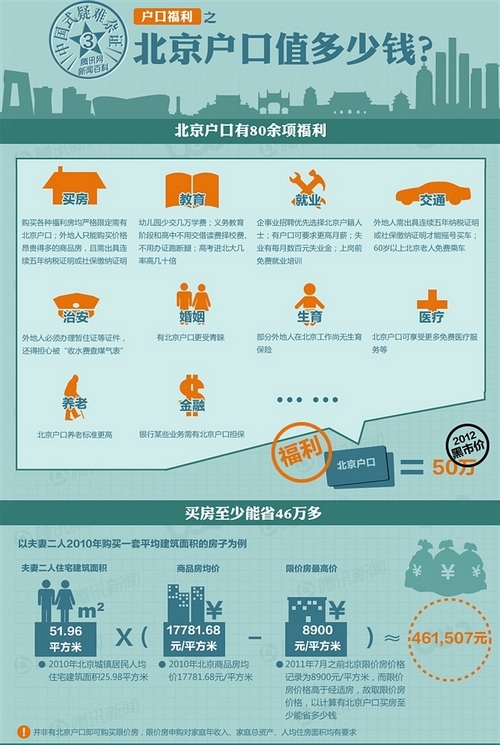 中国式疑难杂症
3
腾讯网
新闻百科
户口福利 之
北京户口值多少钱?
北京户口有80余项福利
买房
购买各种福利房均严格限定需有
北京户口;外地人只能购买价格
昂贵得多的商品房,且需出具连
续五年纳税证明或社保缴纳证明
教育
幼儿园少交几万学费;义务教育
阶段和高中不用交借读费择校费、
不用办证跑断腿;高考进北大几
率高几十倍
就业
企事业招聘优先选择北京户籍人
士;有户口可要求更高月薪;失
业有每月数百元失业金;上岗前
免费就业培训
交通
外地人需出具连续五年纳税证明
或社保缴纳证明才能摇号买车;
60岁以上北京老人免费乘车
治安
外地人必须办理暂住证等证件,
还得担心被“收水费查煤气表”
婚姻
有北京户口更受青睐
生育
部分外地人在北京工作尚无生育
保险
医疗
北京户口可享受更多免费医疗服
务等
养老
北京户口养老标准更高
金融
银行某些业务需有北京户口担保
••• •••
福利
北京户口
=
50万
2012
黑市价
买房至少能省46万多
以夫妻二人2010年购买一套平均建筑面积的房子为例
夫妻二人住宅建筑面积
商品房均价
限价房最高价
m²
¥
¥
¥
¥
¥
51.96
平方米
X
(
17781.68
元/平方米
−
8900
元/平方米
)
≈
461,507元
●2010年北京城镇居民人均
住宅建筑面积25.98平方米
●2010年北京商品房均
价17781.68元/平方米
●2011年7月之前北京限价房价格
记录为8900元/平方米,而限价
房价格高于经适房,故取限价房
价格,以计算有北京户口买房至
少能省多少钱
! 并非有北京户口即可购买限价房,限价房申购对家庭年收入、家庭总资产、人均住房面积均有要求